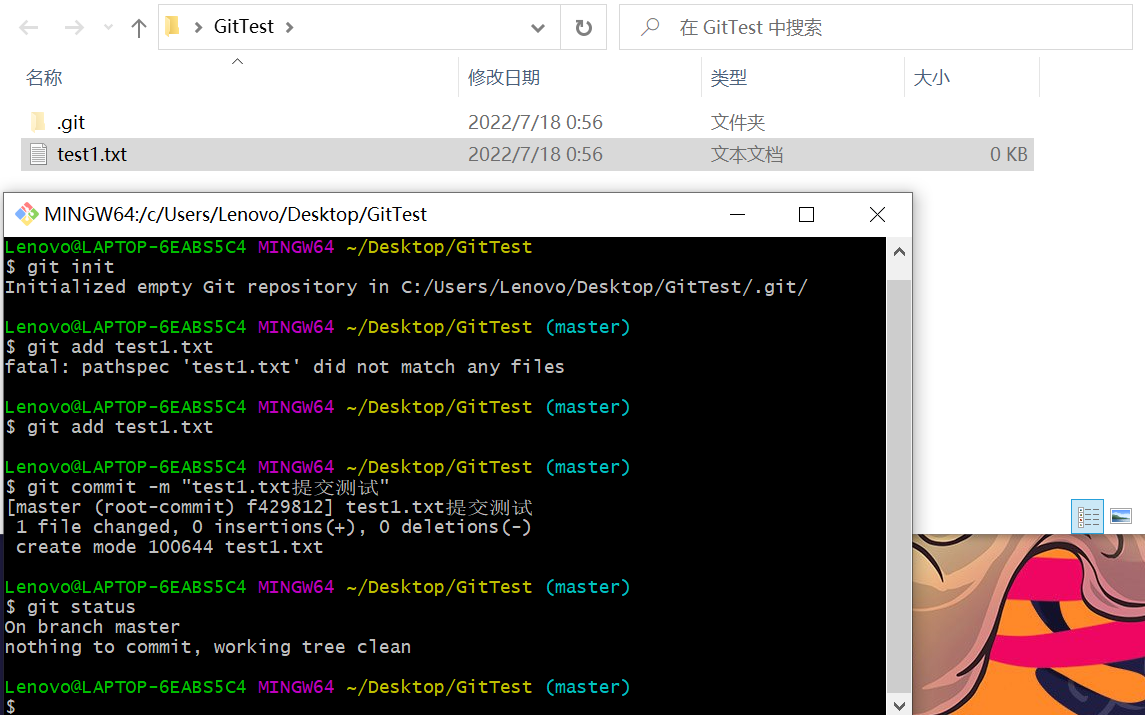 GitTest
在 GitTest 中搜索
名称 修改日期 类型 大小
.git 2022/7/18 0:56 文件夹
test1.txt 2022/7/18 0:56 文本文档 0 KB
MINGW64:/c/Users/Lenovo/Desktop/GitTest
Lenovo@LAPTOP-6EABS5C4 MINGW64 ~/Desktop/GitTest
$ git init
Initialized empty Git repository in C:/Users/Lenovo/Desktop/GitTest/.git/
Lenovo@LAPTOP-6EABS5C4 MINGW64 ~/Desktop/GitTest (master)
$ git add test1.txt
fatal: pathspec 'test1.txt' did not match any files
Lenovo@LAPTOP-6EABS5C4 MINGW64 ~/Desktop/GitTest (master)
$ git add test1.txt
Lenovo@LAPTOP-6EABS5C4 MINGW64 ~/Desktop/GitTest (master)
$ git commit -m "test1.txt提交测试"
[master (root-commit) f429812] test1.txt提交测试
1 file changed, 0 insertions(+), 0 deletions(-)
create mode 100644 test1.txt
Lenovo@LAPTOP-6EABS5C4 MINGW64 ~/Desktop/GitTest (master)
$ git status
On branch master
nothing to commit, working tree clean
Lenovo@LAPTOP-6EABS5C4 MINGW64 ~/Desktop/GitTest (master)
$